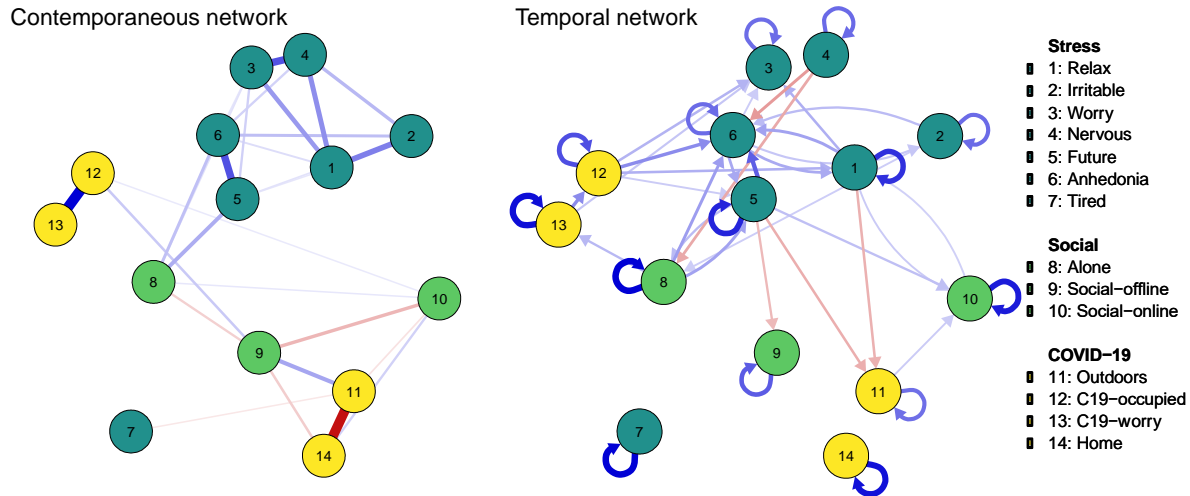 Contemporaneous network
Temporal network
4
3
6
2
1
12
5
13
8
10
9
11
7
14
4
3
6
2
1
12
5
13
8
10
9
11
7
14
Stress
1: Relax
2: Irritable
3: Worry
4: Nervous
5: Future
6: Anhedonia
7: Tired
Social
8: Alone
9: Social−offline
10: Social−online
COVID−19
11: Outdoors
12: C19−occupied
13: C19−worry
14: Home